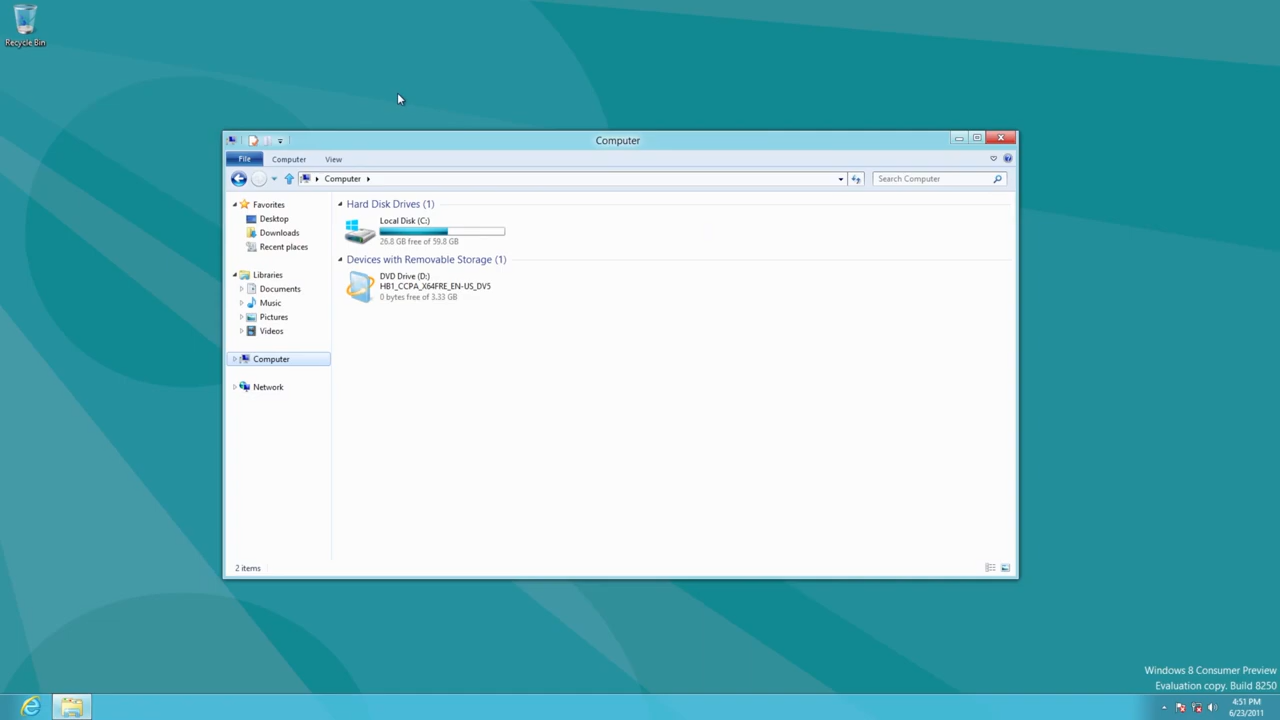 Recycle Bin
Computer
File Computer View
Computer
Search Computer
Favorites
Desktop
Downloads
Recent places
Libraries
Documents
Music
Pictures
Videos
Computer
Network
Hard Disk Drives (1)
Local Disk (C:)
26.8 GB free of 59.8 GB
Devices with Removable Storage (1)
DVD Drive (D:)
HB1_CCPA_X64FRE_EN-US_DV5
0 bytes free of 3.33 GB
2 items
Windows 8 Consumer Preview
Evaluation copy. Build 8250
4:51 PM
6/23/2011